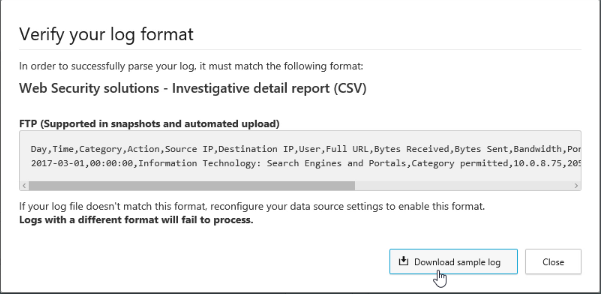 Verify your log format
In order to successfully parse your log, it must match the following format:
Web Security solutions - Investigative detail report (CSV)
FTP (Supported in snapshots and automated upload)
Day,Time,Category,Action,Source IP,Destination IP,User,Full URL,Bytes Received,Bytes Sent,Bandwidth,Por
2017-03-01,00:00:00,Information Technology: Search Engines and Portals,Category permitted,10.0.8.75,205
If your log file doesn't match this format, reconfigure your data source settings to enable this format.
Logs with a different format will fail to process.
Download sample log
Close